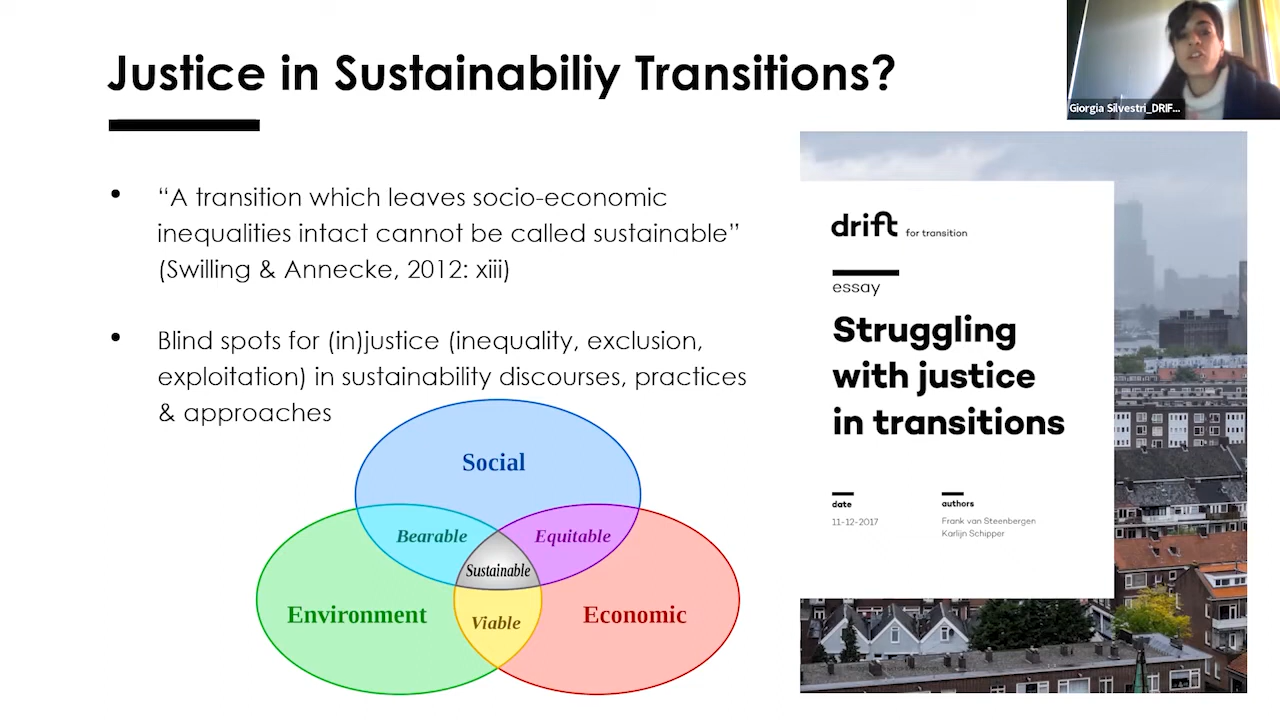 Justice in Sustainabiliy Transitions?
Giorgia Silvestri_DRIF...
• “A transition which leaves socio-economic
inequalities intact cannot be called sustainable”
(Swilling & Annecke, 2012: xiii)
• Blind spots for (in)justice (inequality, exclusion,
exploitation) in sustainability discourses, practices
& approaches
Social
Bearable
Equitable
Sustainable
Environment
Economic
Viable
drift for transition
essay
Struggling
with justice
in transitions
date
11-12-2017
authors
Frank van Steenbergen
Karlijn Schipper